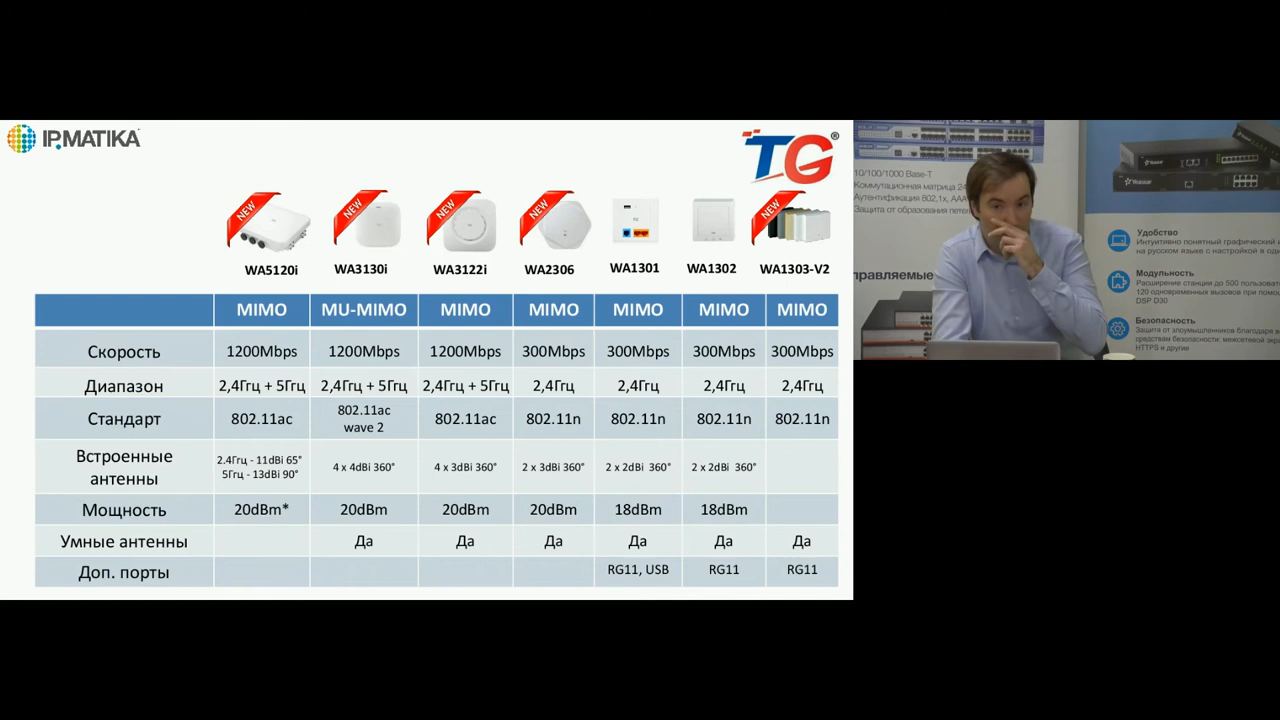 IPMATIKA
TG®
NEW NEW NEW NEW NEW
WA5120i WA3130i WA3122i WA2306 WA1301 WA1302 WA1303-V2
MIMO MU-MIMO MIMO MIMO MIMO MIMO MIMO
Скорость 1200Mbps 1200Mbps 1200Mbps 300Mbps 300Mbps 300Mbps 300Mbps
Диапазон 2,4Ггц + 5Ггц 2,4Ггц + 5Ггц 2,4Ггц + 5Ггц 2,4Ггц 2,4Ггц 2,4Ггц 2,4Ггц
Стандарт 802.11ac 802.11ac wave 2 802.11ac 802.11n 802.11n 802.11n 802.11n
Встроенные антенны 2.4Ггц - 11dBi 65° 5Ггц - 13dBi 90° 4 x 4dBi 360° 4 x 3dBi 360° 2 x 3dBi 360° 2 x 2dBi 360° 2 x 2dBi 360°
Мощность 20dBm* 20dBm 20dBm 20dBm 18dBm 18dBm
Умные антенны Да Да Да Да Да Да
Доп. порты RG11, USB RG11 RG11
10/100/1000 Base-T
Коммутационная матрица 24
Аутентификация 802,1x, AAA
Защита от образования петель
правляемые
Yeastar
Yeastar
Удобство
Интуитивно понятный графический и
на русском языке с настройкой в оди
Модульность
Расширение станции до 500 пользоват
120 одновременных вызовов при помощ
DSP D30
Безопасность
Защита от злоумышленников благодаря в
средствам безопасности: межсетевой экр
HTTPS и другие